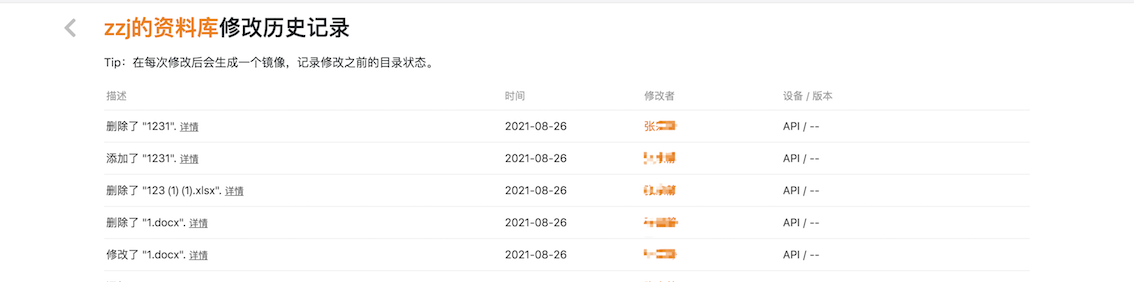 zzj的资料库修改历史记录
Tip：在每次修改后会生成一个镜像，记录修改之前的目录状态。
描述 时间 修改者 设备 / 版本
删除了 "1231". 详情 2021-08-26 张 API / --
添加了 "1231". 详情 2021-08-26 API / --
删除了 "123 (1) (1).xlsx". 详情 2021-08-26 API / --
删除了 "1.docx". 详情 2021-08-26 API / --
修改了 "1.docx". 详情 2021-08-26 API / --